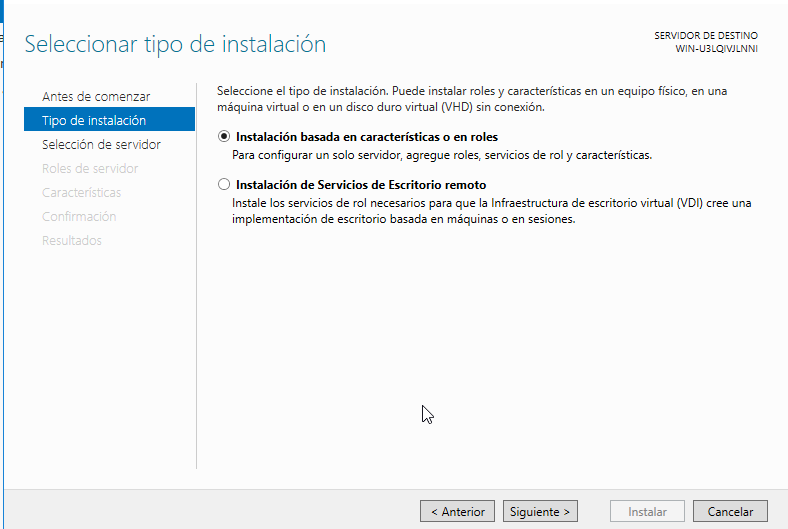 Seleccionar tipo de instalación
SERVIDOR DE DESTINO
WIN-U3LQIVJLNNI
Antes de comenzar
Tipo de instalación
Selección de servidor
Roles de servidor
Características
Confirmación
Resultados
Seleccione el tipo de instalación. Puede instalar roles y características en un equipo físico, en una
máquina virtual o en un disco duro virtual (VHD) sin conexión.
Instalación basada en características o en roles
Para configurar un solo servidor, agregue roles, servicios de rol y características.
Instalación de Servicios de Escritorio remoto
Instale los servicios de rol necesarios para que la Infraestructura de escritorio virtual (VDI) cree una
implementación de escritorio basada en máquinas o en sesiones.
< Anterior
Siguiente >
Instalar
Cancelar